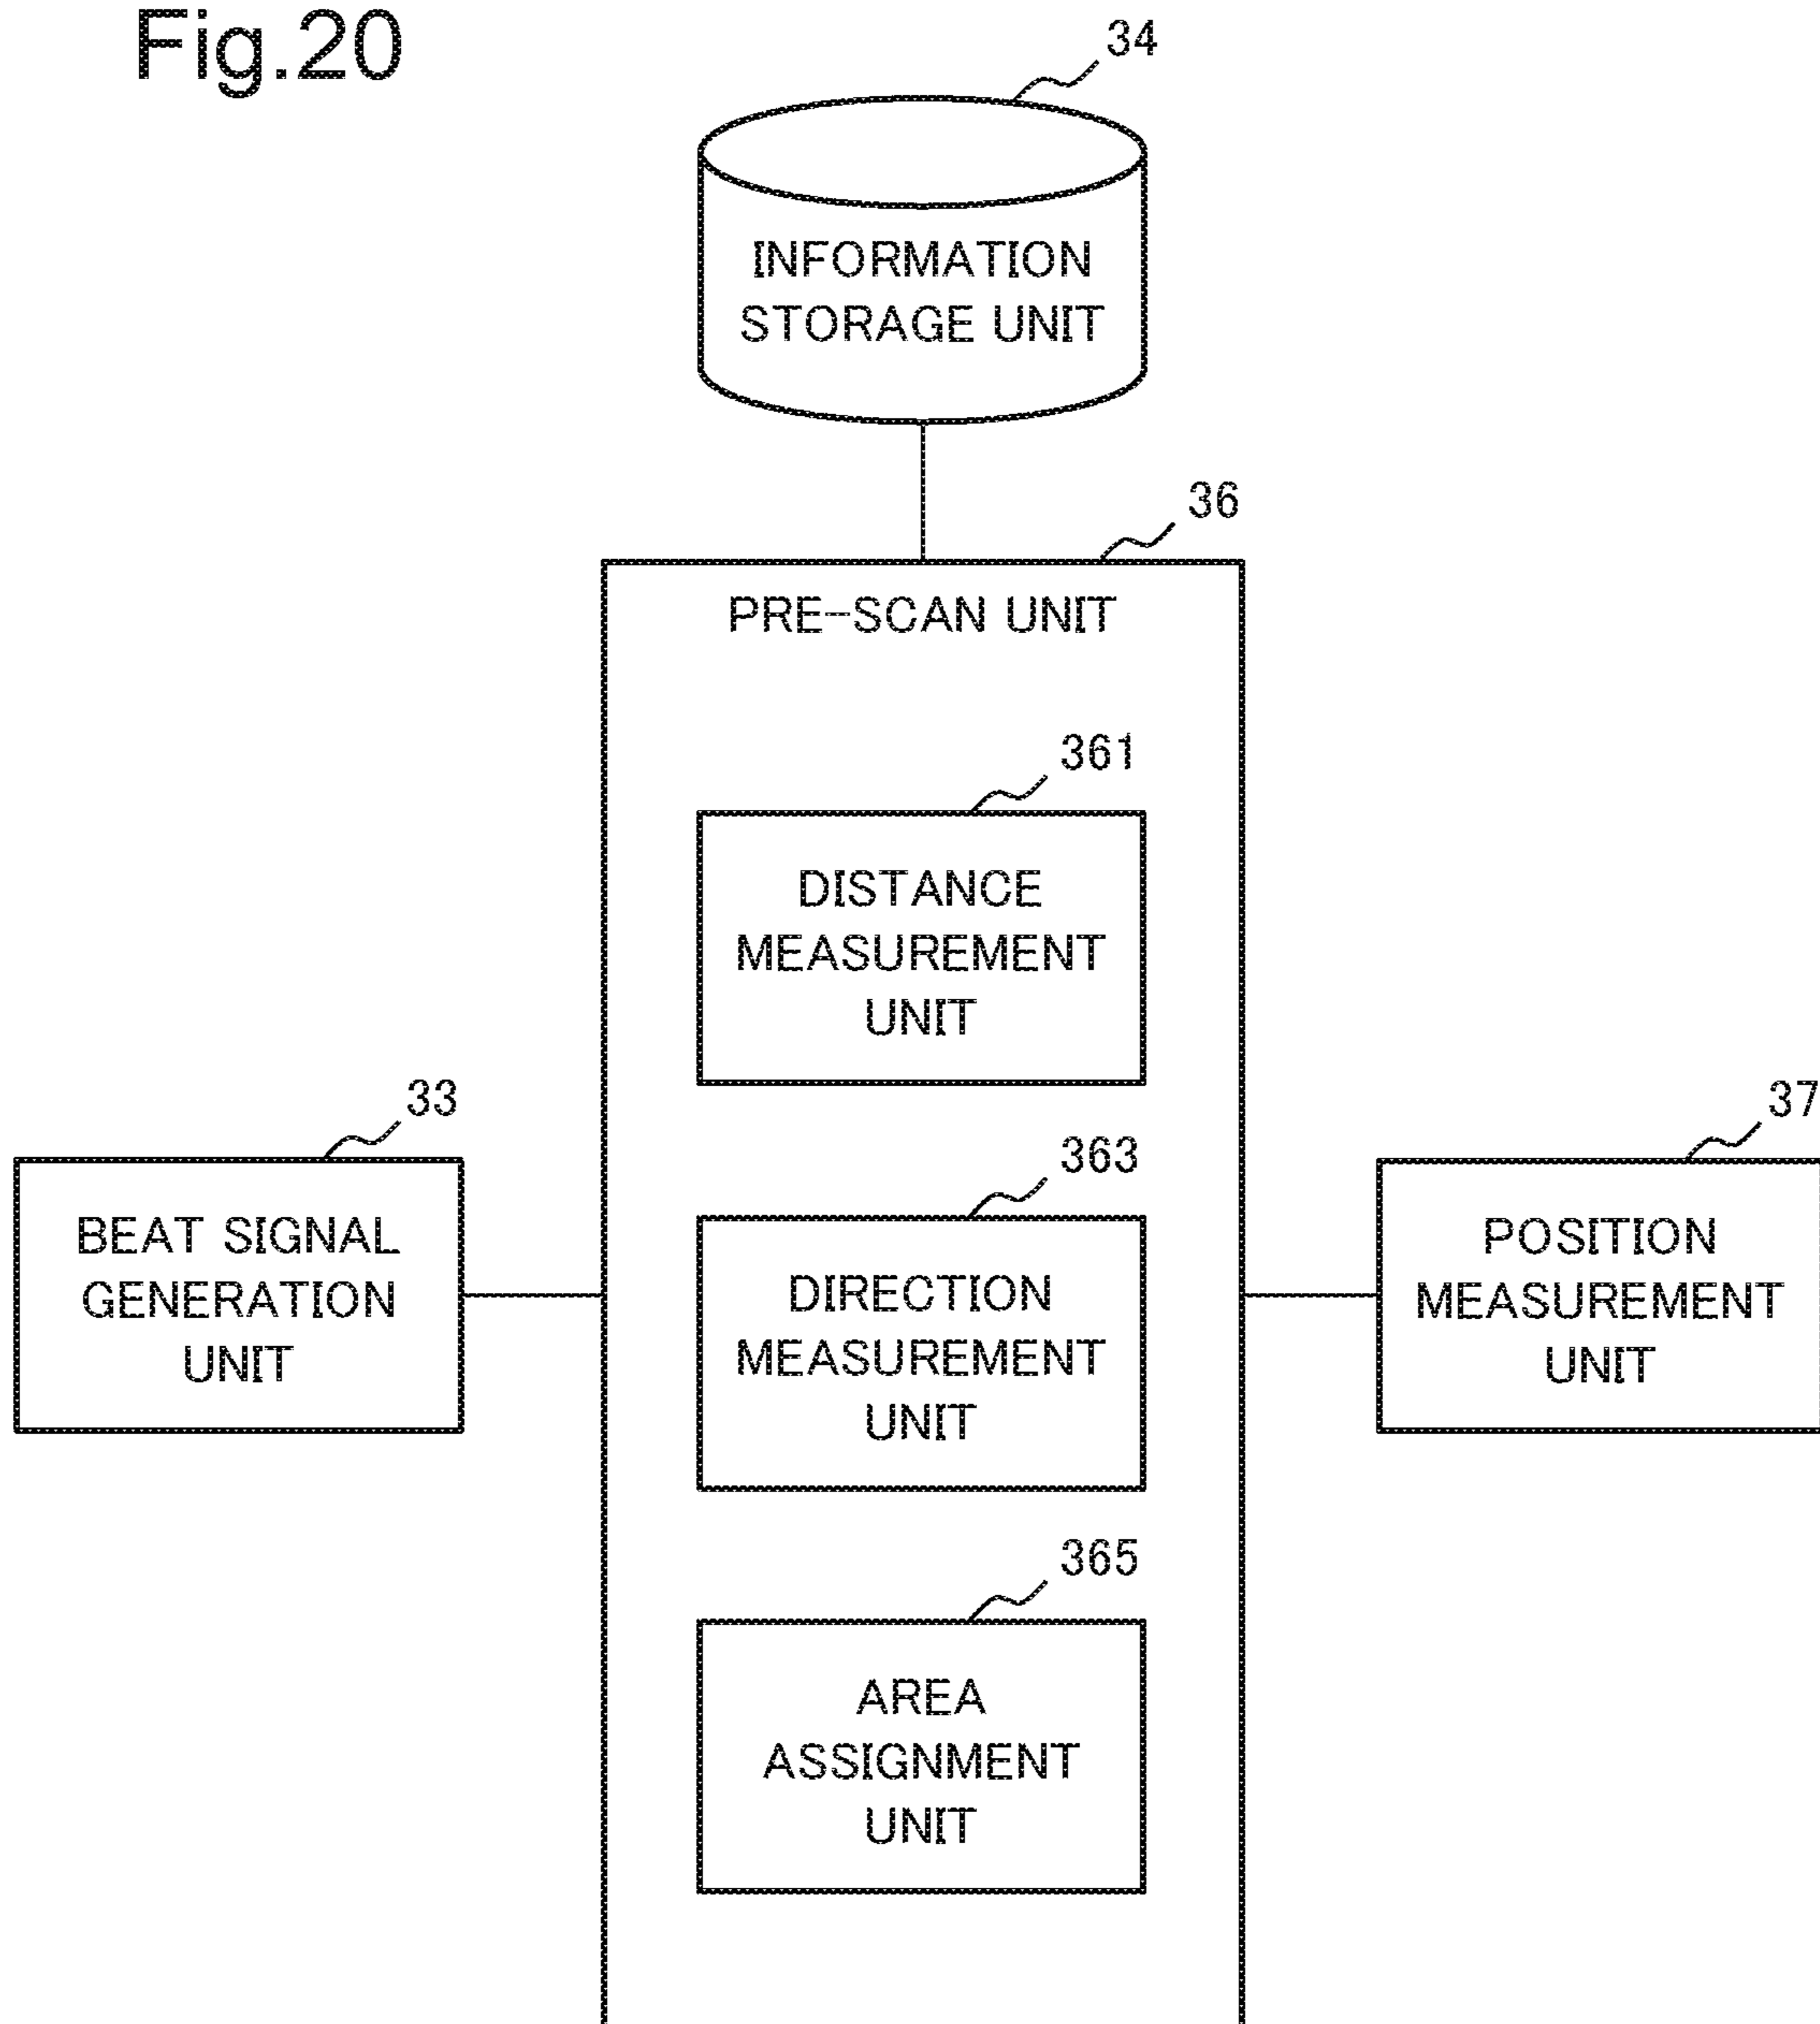 Fig.20
34
INFORMATION
STORAGE UNIT
36
PRE-SCAN UNIT
361
DISTANCE
MEASUREMENT
UNIT
33
BEAT SIGNAL
GENERATION
UNIT
363
DIRECTION
MEASUREMENT
UNIT
37
POSITION
MEASUREMENT
UNIT
365
AREA
ASSIGNMENT
UNIT